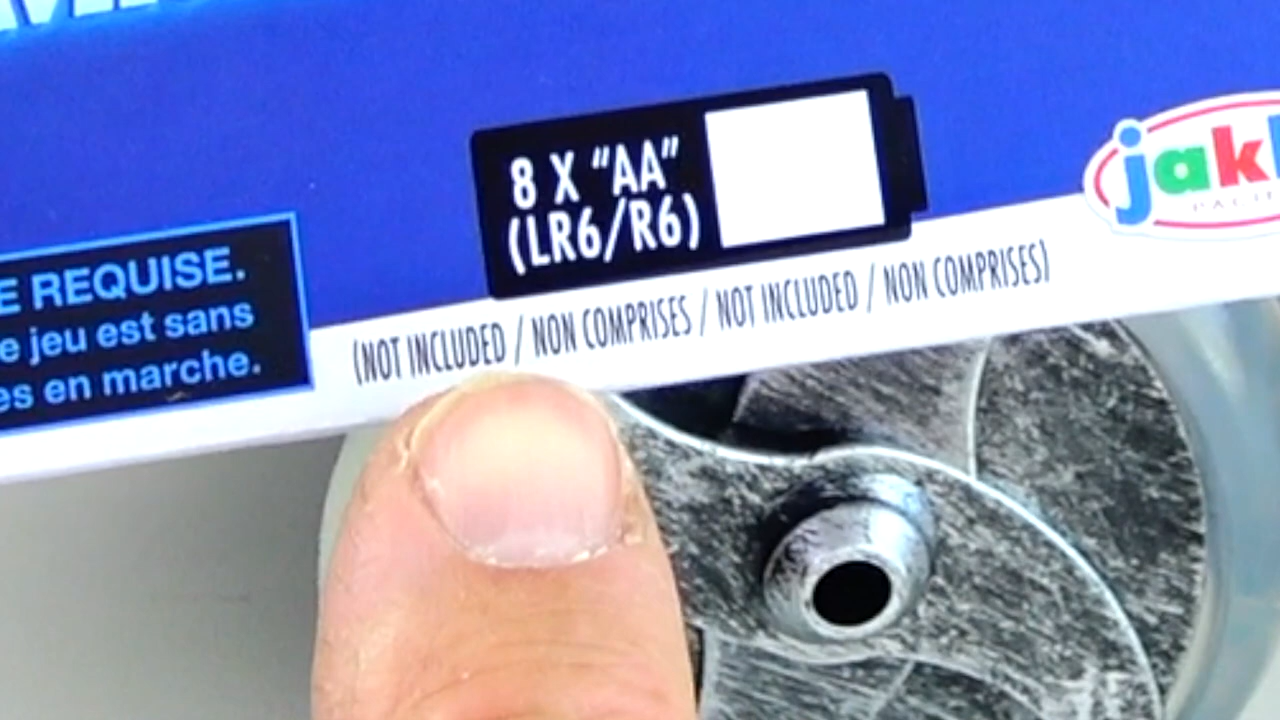 8 X “AA”
(LR6/R6)
(NOT INCLUDED / NON COMPRISES / NOT INCLUDED / NON COMPRISES)
REQUISE.
jeu est sans
en marche.
jak